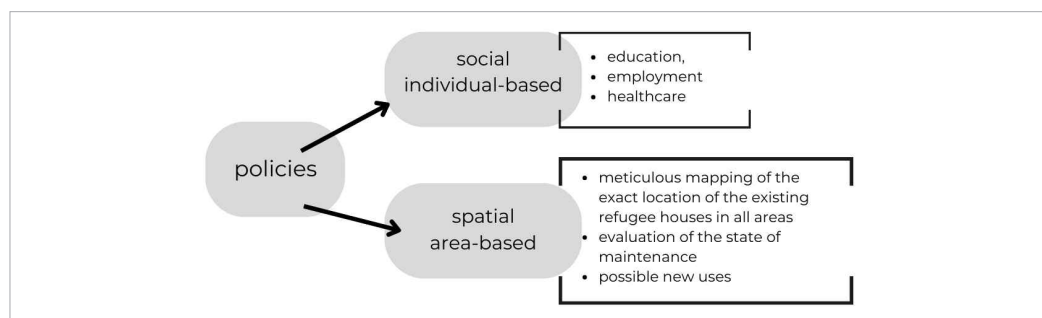 policies
social
individual-based
• education,
• employment
• healthcare
spatial
area-based
• meticulous mapping of the
exact location of the existing
refugee houses in all areas
• evaluation of the state of
maintenance
• possible new uses